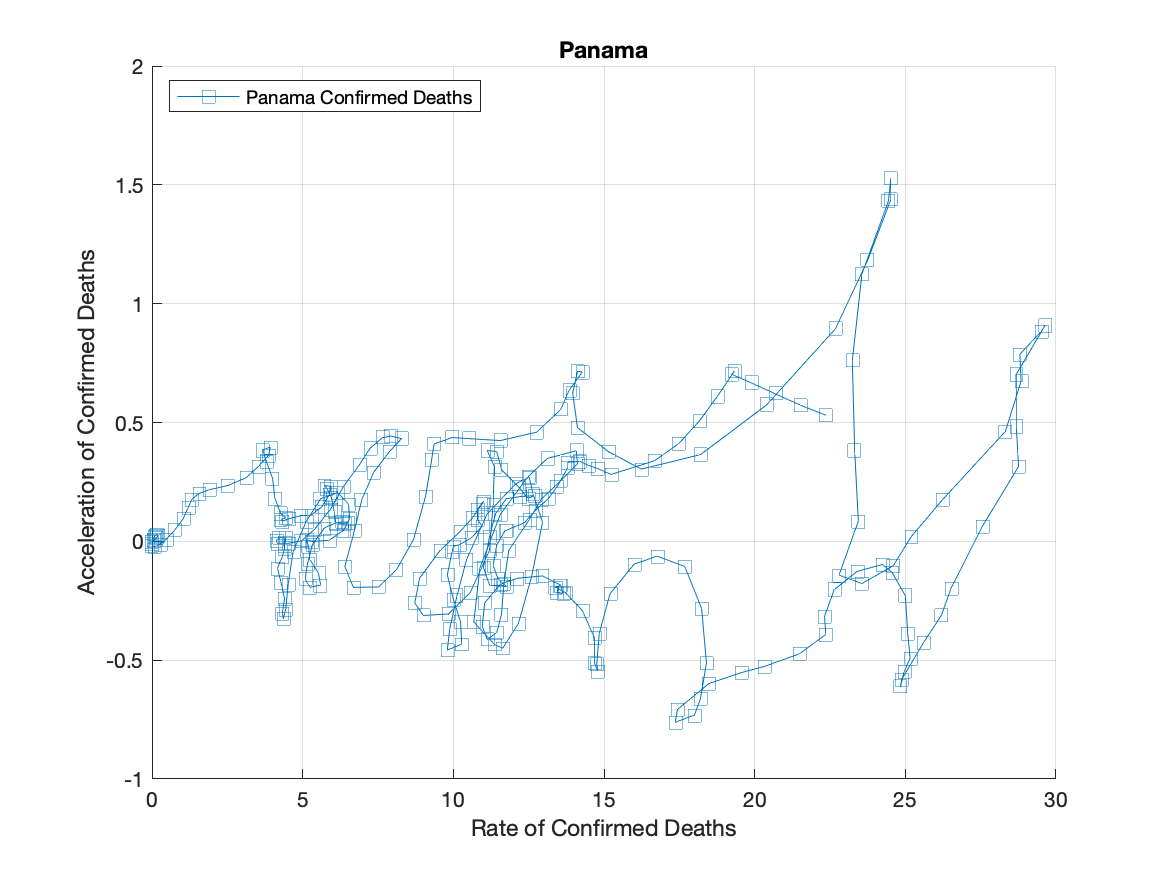 Panama
Panama Confirmed Deaths
2
1.5
1
0.5
0
-0.5
-1
Acceleration of Confirmed Deaths
0 5 10 15 20 25 30
Rate of Confirmed Deaths